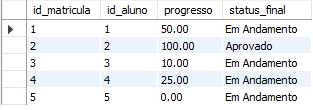 id_matricula id_aluno progresso status_final
1 1 50.00 Em Andamento
2 2 100.00 Aprovado
3 3 10.00 Em Andamento
4 4 25.00 Em Andamento
5 5 0.00 Em Andamento